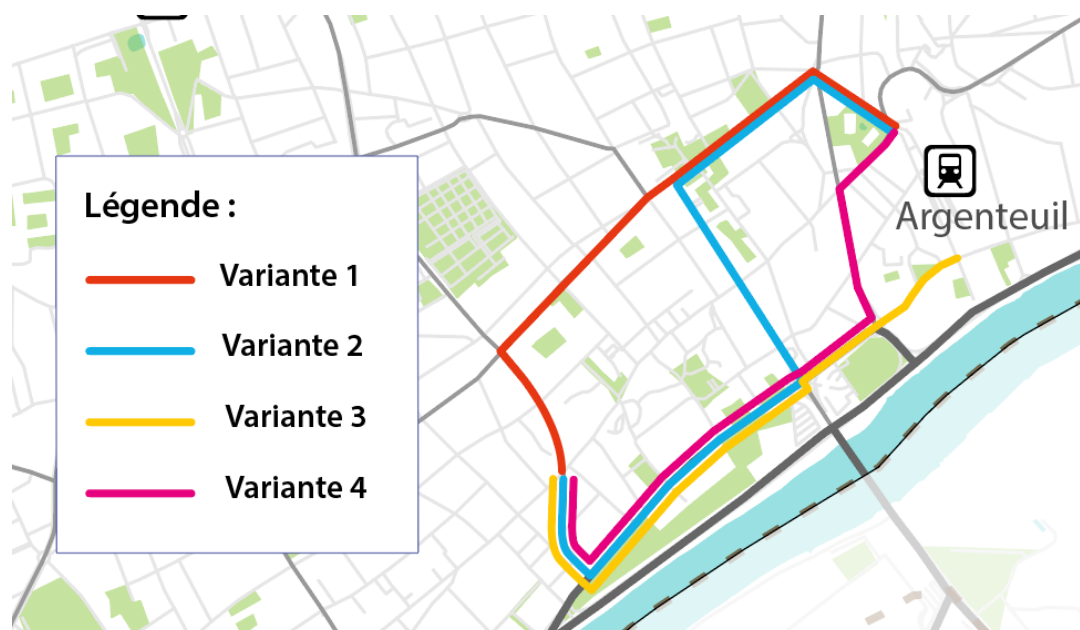 Légende :
Variante 1
Variante 2
Variante 3
Variante 4
Argenteuil